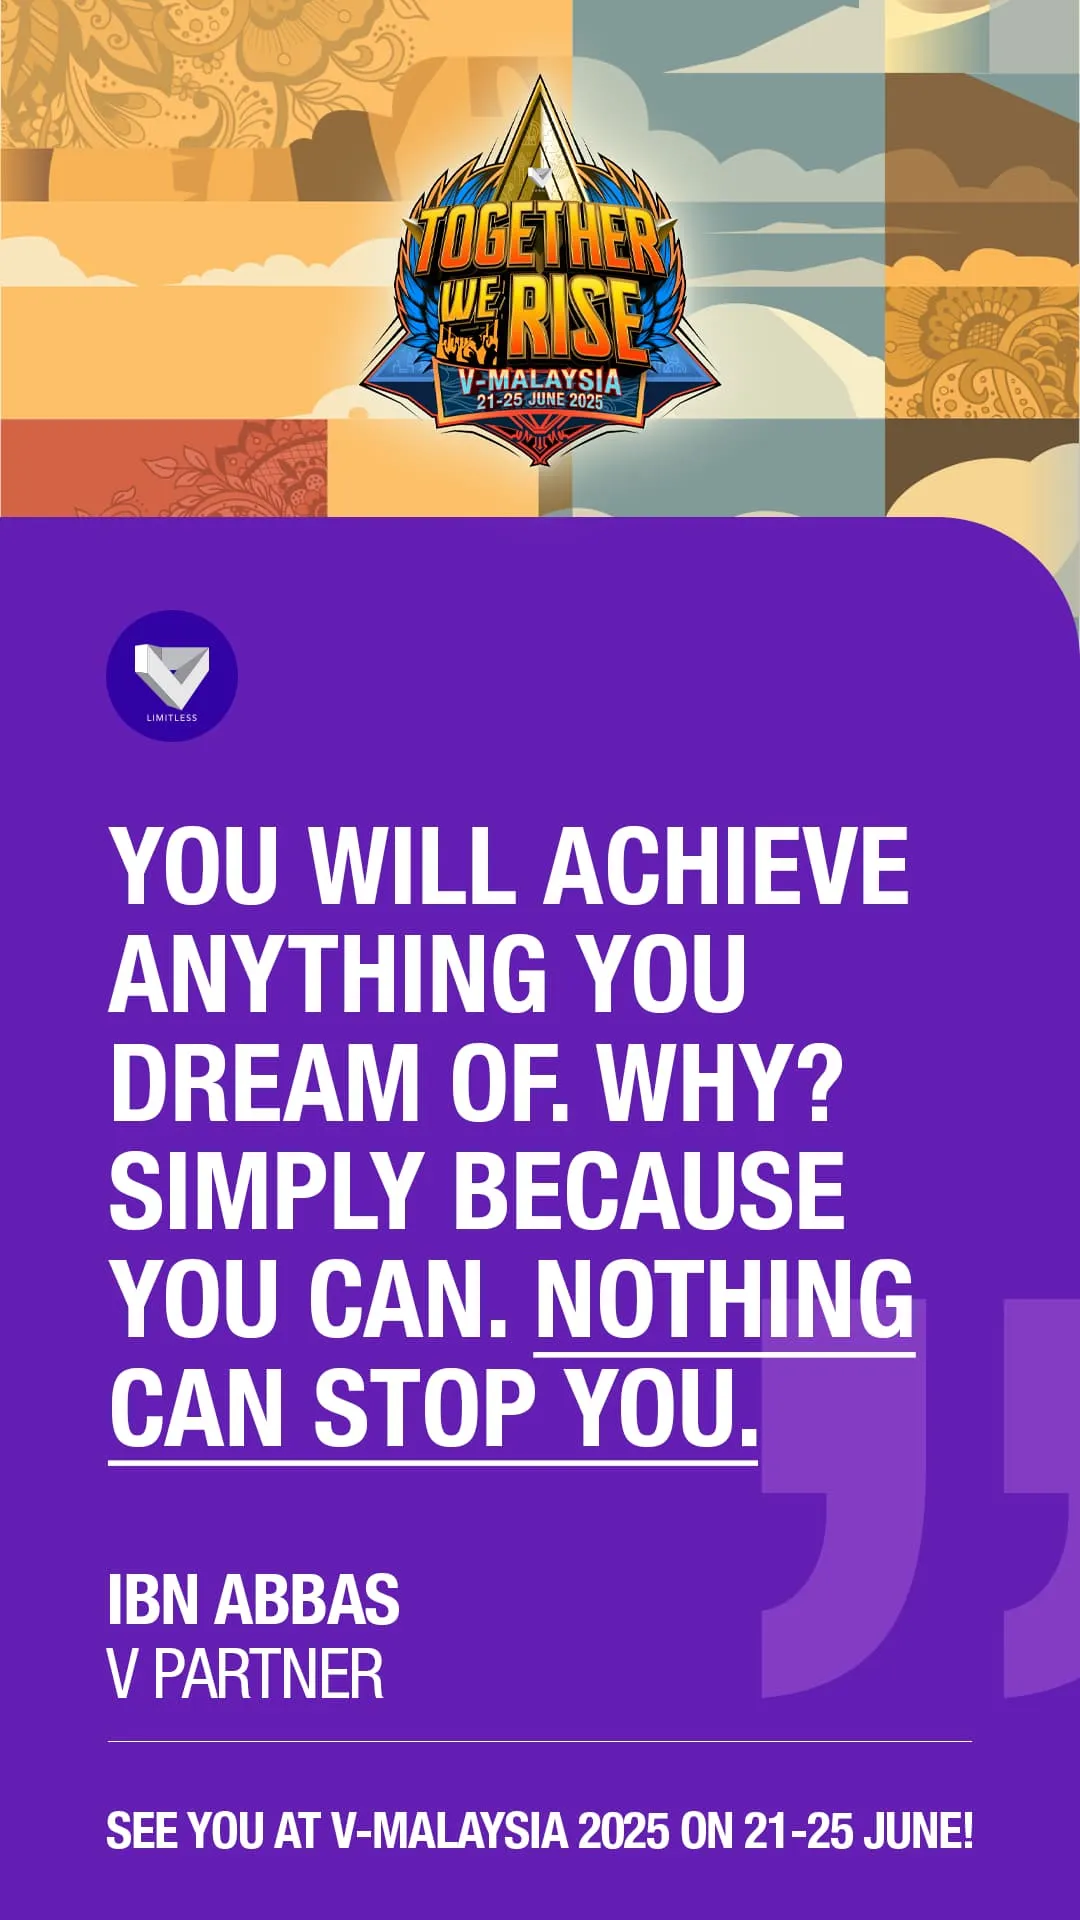 TOGETHER
WE RISE
V-MALAYSIA
21-25 JUNE 2025
LIMITLESS
YOU WILL ACHIEVE
ANYTHING YOU
DREAM OF. WHY?
SIMPLY BECAUSE
YOU CAN. NOTHING
CAN STOP YOU.
IBN ABBAS
V PARTNER
SEE YOU AT V-MALAYSIA 2025 ON 21-25 JUNE!